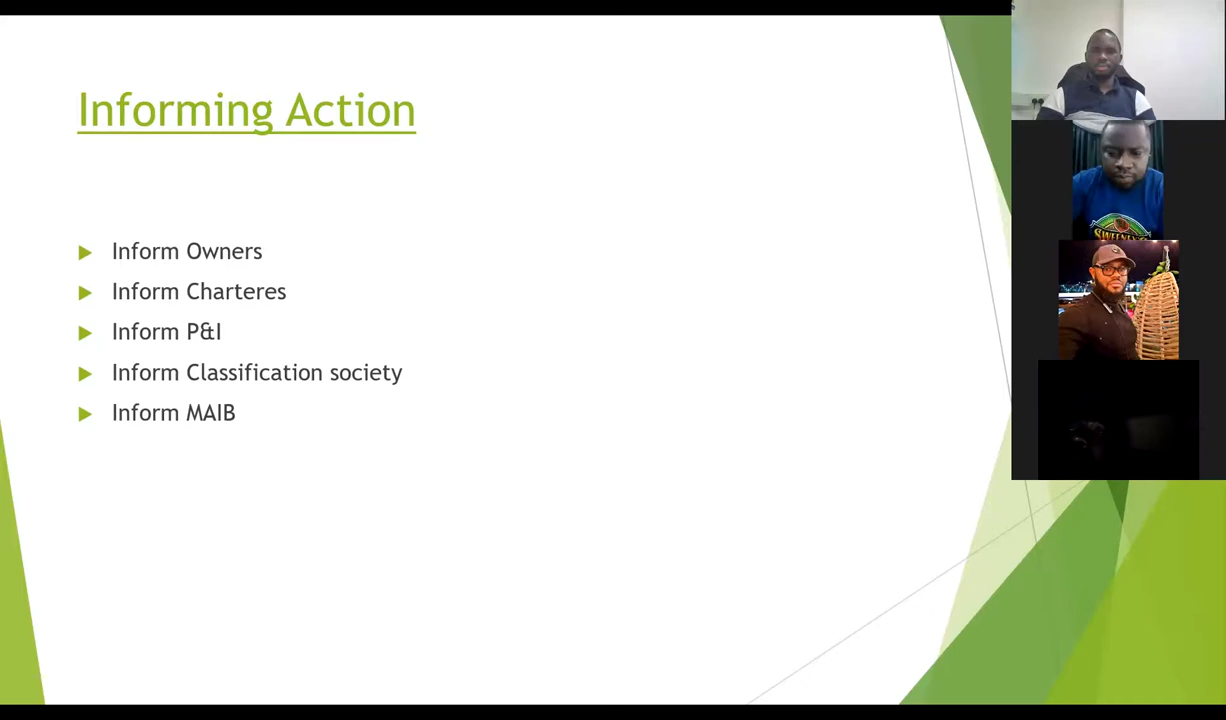 Informing Action
Inform Owners
Inform Charteres
Inform P&I
Inform Classification society
Inform MAIB